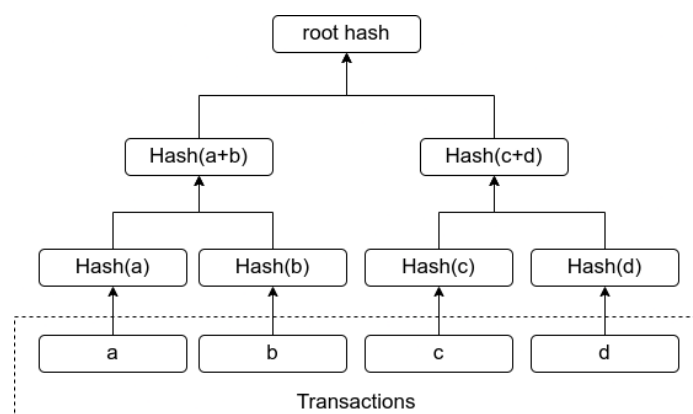 root hash
Hash(a+b)
Hash(c+d)
Hash(a)
Hash(b)
Hash(c)
Hash(d)
a
b
c
d
Transactions